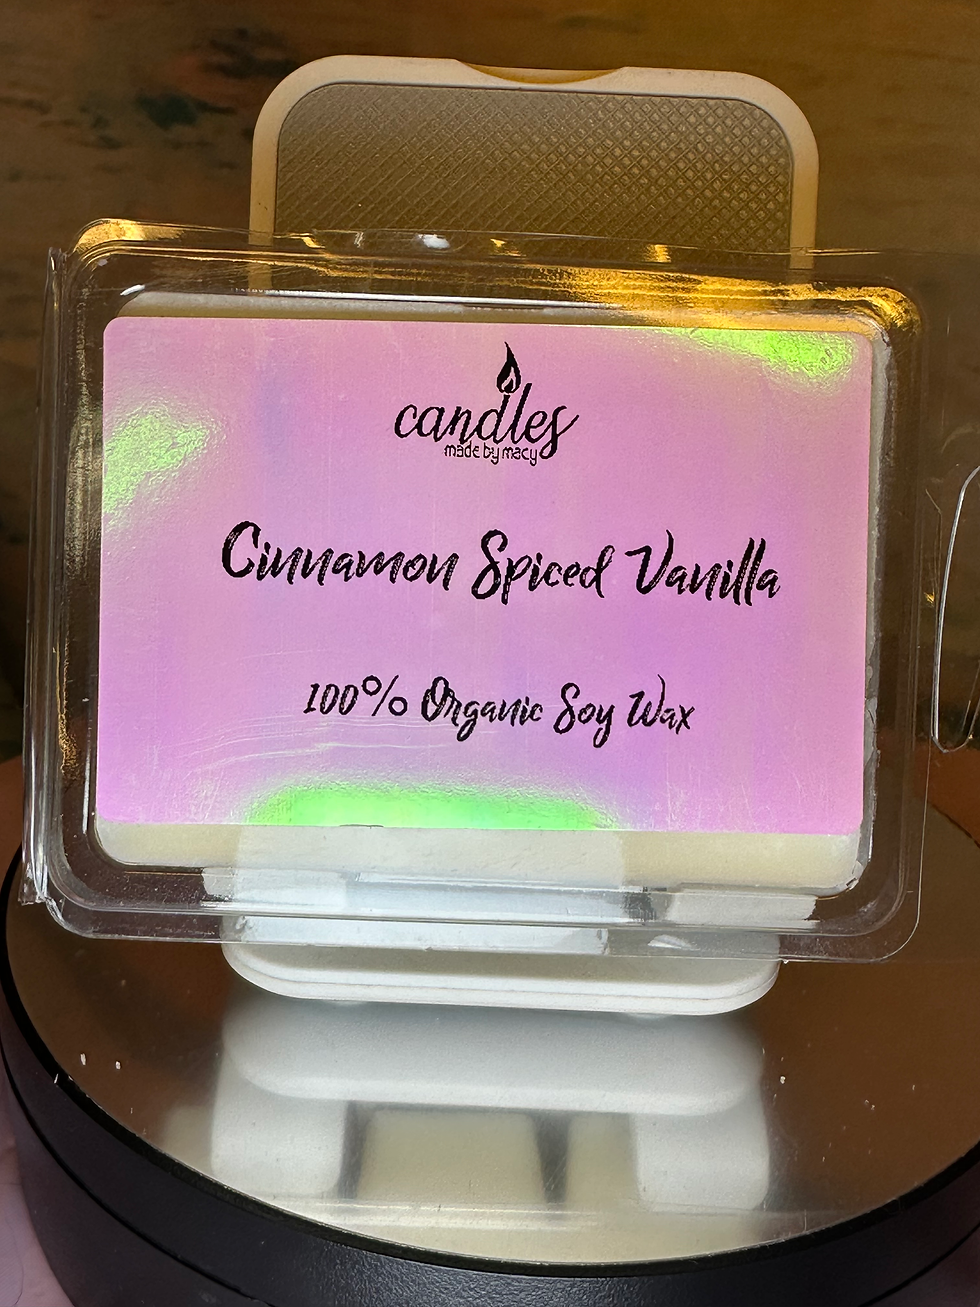 candles
made by macy
Cinnamon Spiced Vanilla
100% Organic Soy Wax